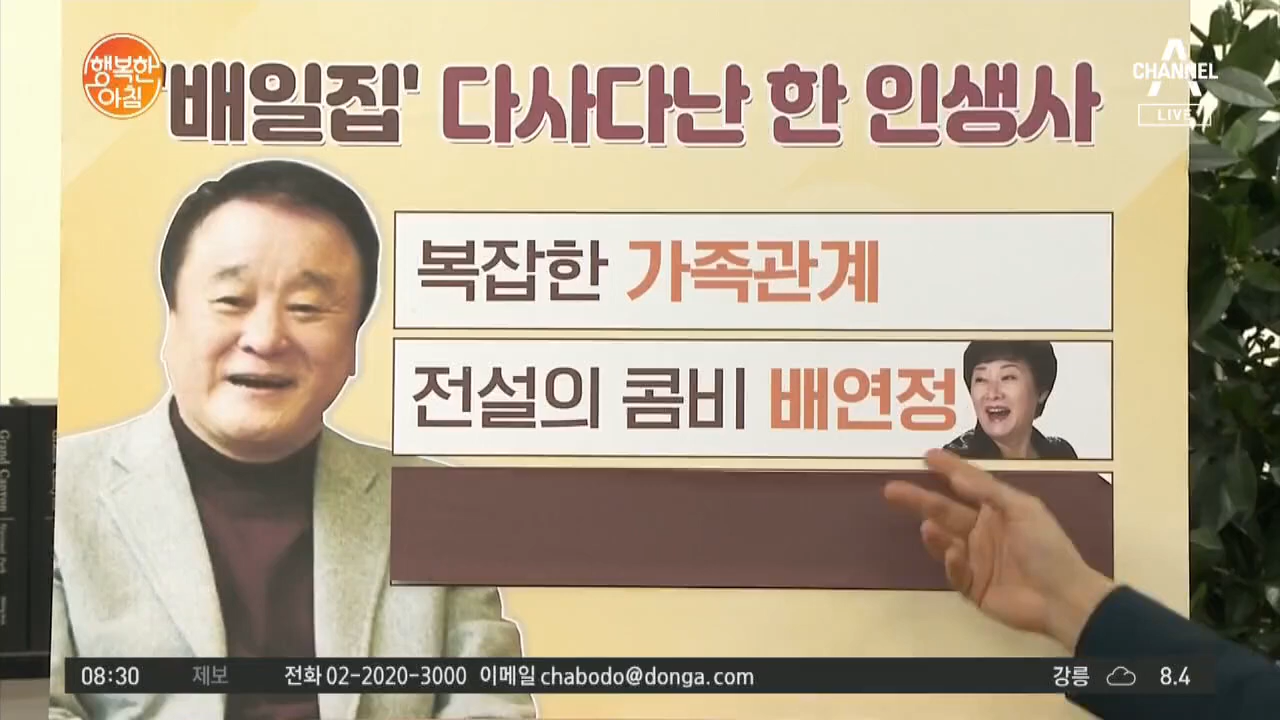 행복한
아침
'배일집' 다사다난 한 인생사
CHANNEL A
LIVE
복잡한 가족관계
전설의 콤비 배연정
Grand Canyon
08:30 제보 전화 02-2020-3000 이메일 chabodo@donga.com 강릉 8.4